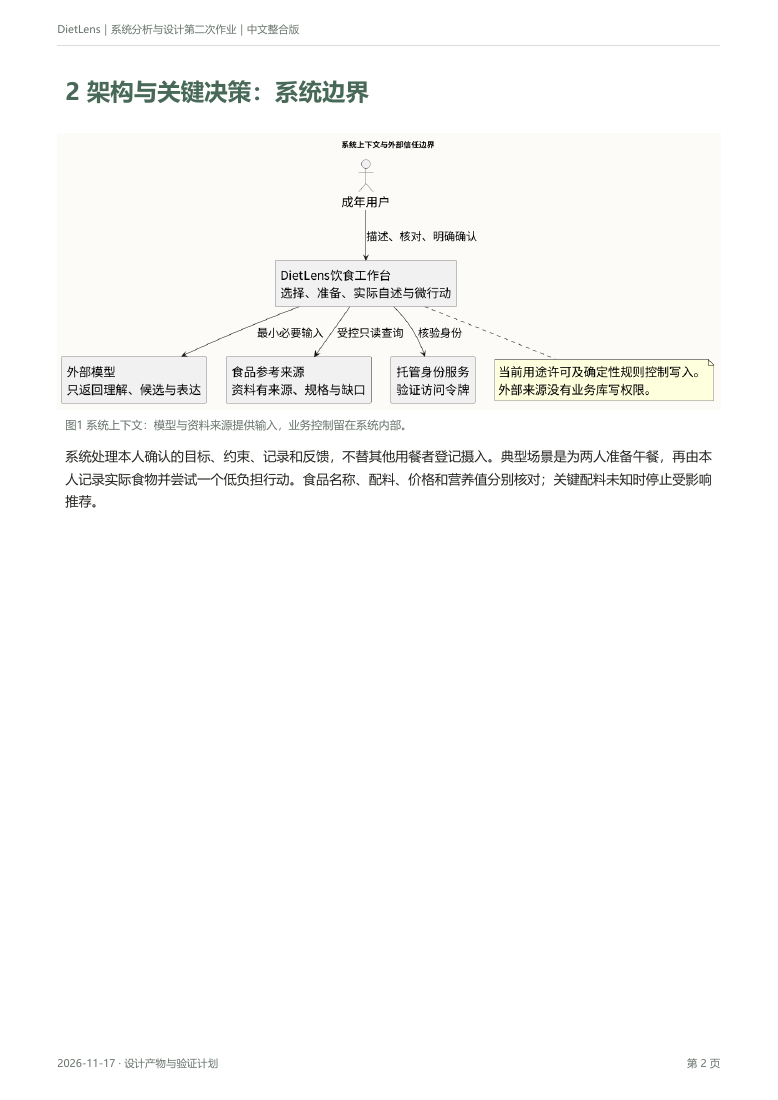 DietLens | 系统分析与设计第二次作业 | 中文整合版
2 架构与关键决策：系统边界
系统上下文与外部信任边界
成年用户
描述、核对、明确确认
DietLens饮食工作台
选择、准备、实际自述与微行动
最小必要输入
受控只读查询
核验身份
外部模型
只返回理解、候选与表达
食品参考来源
资料有来源、规格与缺口
托管身份服务
验证访问令牌
当前用途许可及确定性规则控制写入。
外部来源没有业务库写权限。
图1 系统上下文：模型与资料来源提供输入，业务控制留在系统内部。
系统处理本人确认的目标、约束、记录和反馈，不替其他用餐者登记摄入。典型场景是为两人准备午餐，再由本
人记录实际食物并尝试一个低负担行动。食品名称、配料、价格和营养值分别核对；关键配料未知时停止受影响
推荐。
2026-11-17 · 设计产物与验证计划
第 2 页